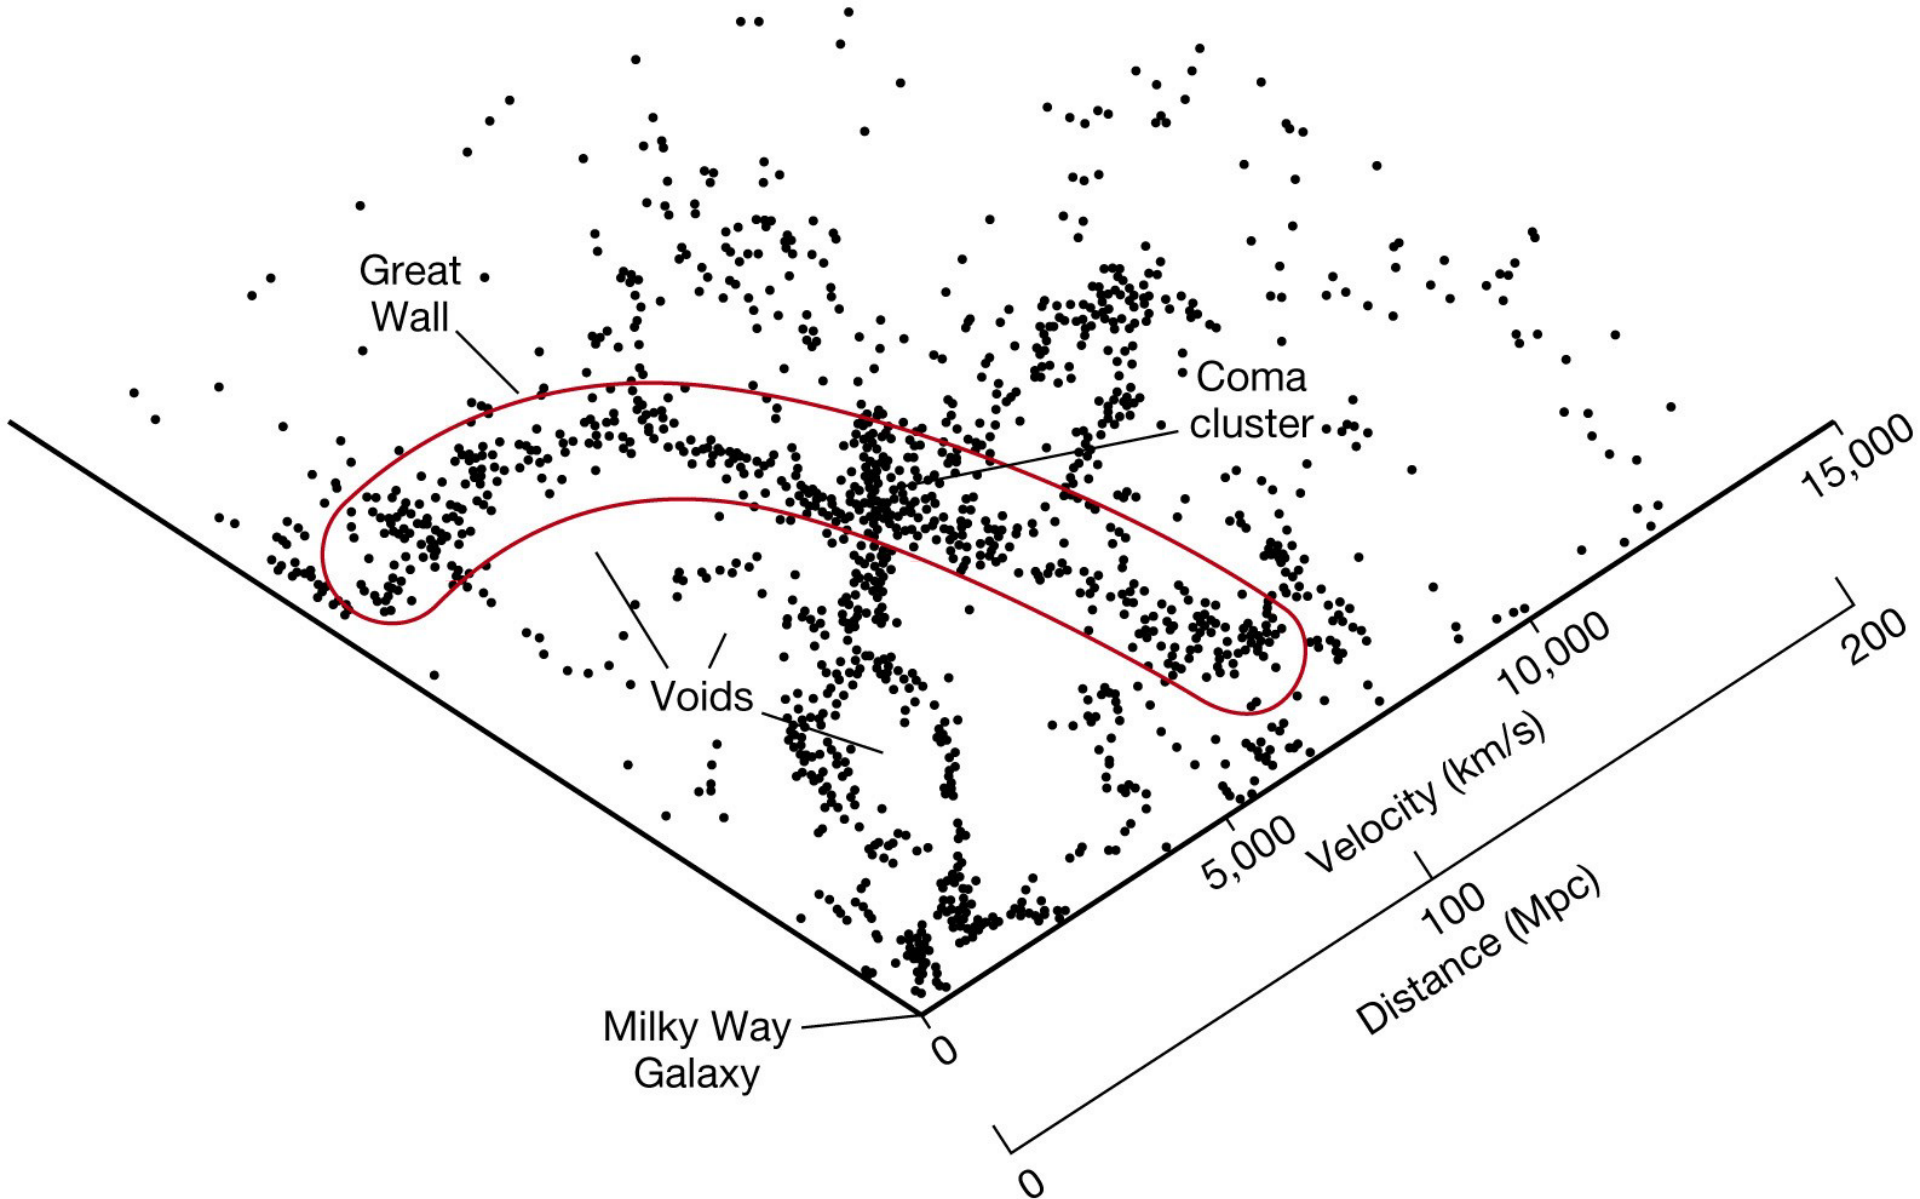 Great
Wall
Coma
cluster
Voids
Milky Way
Galaxy
0
5,000
10,000
15,000
Velocity (km/s)
0
100
200
Distance (Mpc)